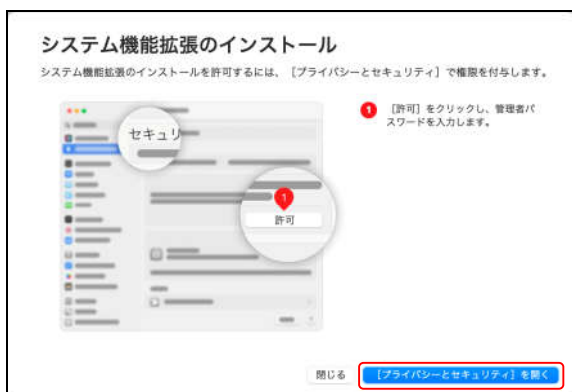 システム機能拡張のインストール
システム機能拡張のインストールを許可するには、［プライバシーとセキュリティ］で権限を付与します。
セキュリ
1
許可
1 ［許可］をクリックし、管理者パ
スワードを入力します。
閉じる ［プライバシーとセキュリティ］を開く